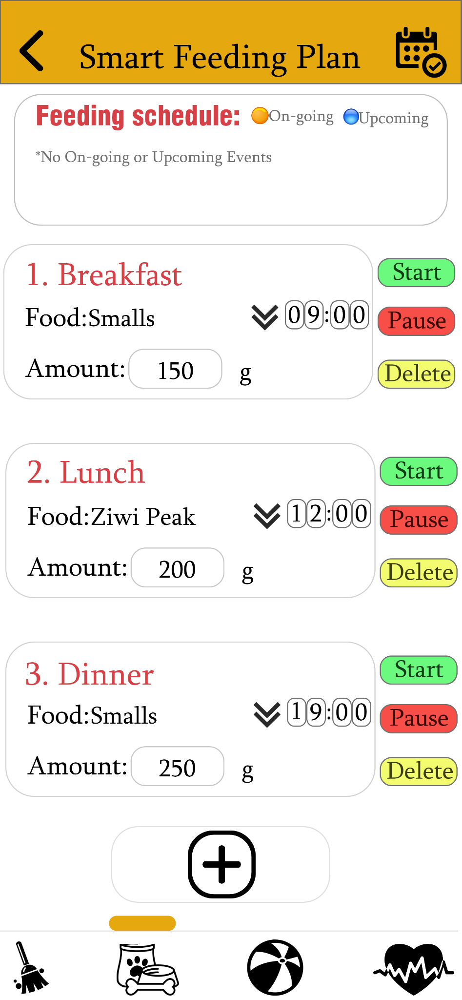 Smart Feeding Plan
Feeding schedule: On-going Upcoming
*No On-going or Upcoming Events
1. Breakfast
Start
Food:Smalls 09:00
Pause
Amount: 150 g
Delete
2. Lunch
Start
Food:Ziwi Peak 12:00
Pause
Amount: 200 g
Delete
3. Dinner
Start
Food:Smalls 19:00
Pause
Amount: 250 g
Delete